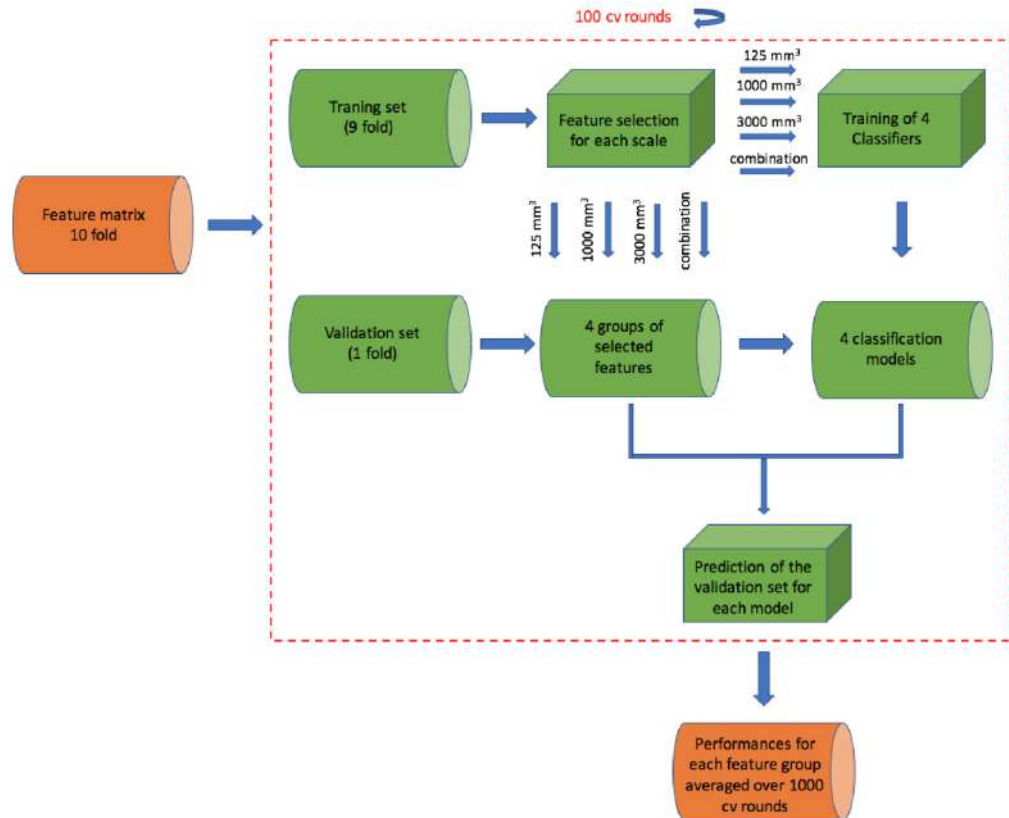 100 cv rounds
Traning set
(9 fold)
Feature selection
for each scale
125 mm³
1000 mm³
3000 mm³
combination
Training of 4
Classifiers
Feature matrix
10 fold
125 mm³
1000 mm³
3000 mm³
combination
Validation set
(1 fold)
4 groups of
selected
features
4 classification
models
Prediction of the
validation set for
each model
Performances for
each feature group
averaged over 1000
cv rounds